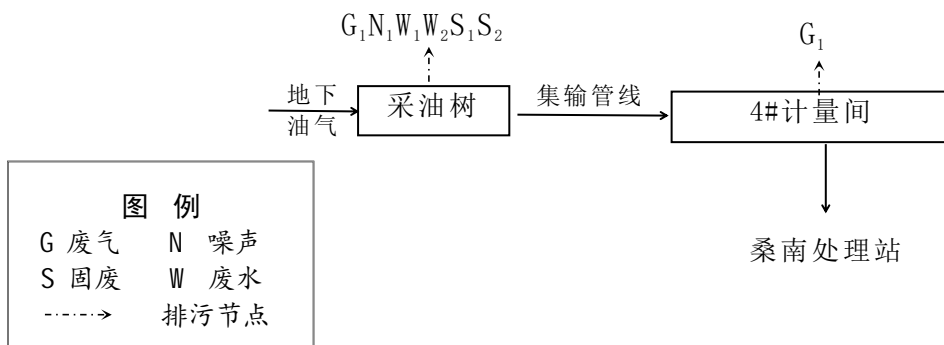 G₁N₁W₁W₂S₁S₂
G₁
地下
油气
采油树
集输管线
4#计量间
桑南处理站
图 例
G 废气 N 噪声
S 固废 W 废水
排污节点